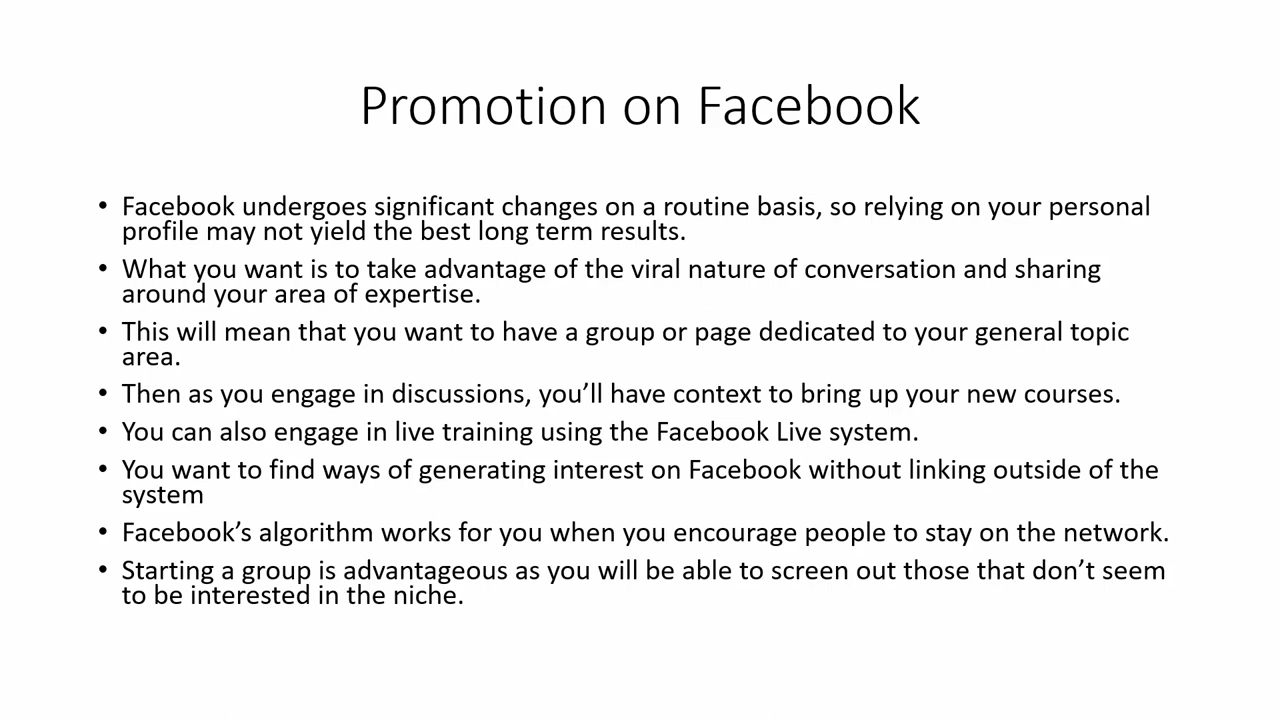 Promotion on Facebook
• Facebook undergoes significant changes on a routine basis, so relying on your personal
profile may not yield the best long term results.
• What you want is to take advantage of the viral nature of conversation and sharing
around your area of expertise.
• This will mean that you want to have a group or page dedicated to your general topic
area.
• Then as you engage in discussions, you’ll have context to bring up your new courses.
• You can also engage in live training using the Facebook Live system.
• You want to find ways of generating interest on Facebook without linking outside of the
system
• Facebook’s algorithm works for you when you encourage people to stay on the network.
• Starting a group is advantageous as you will be able to screen out those that don’t seem
to be interested in the niche.